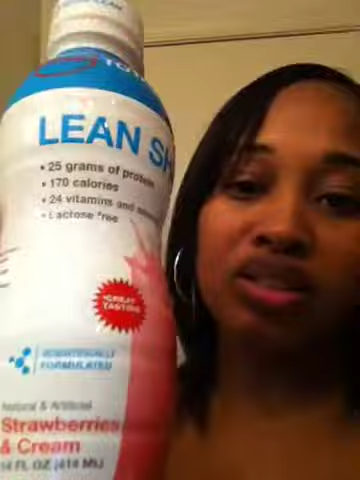 LEAN
LEAN SH
• 25 grams of protein
• 170 calories
• 24 vitamins and
• Lactose free
GREAT
TASTING
SCIENTIFICALLY
FORMULATED
Natural & Artificial
Strawberries
& Cream
14 FL OZ (414 ML)